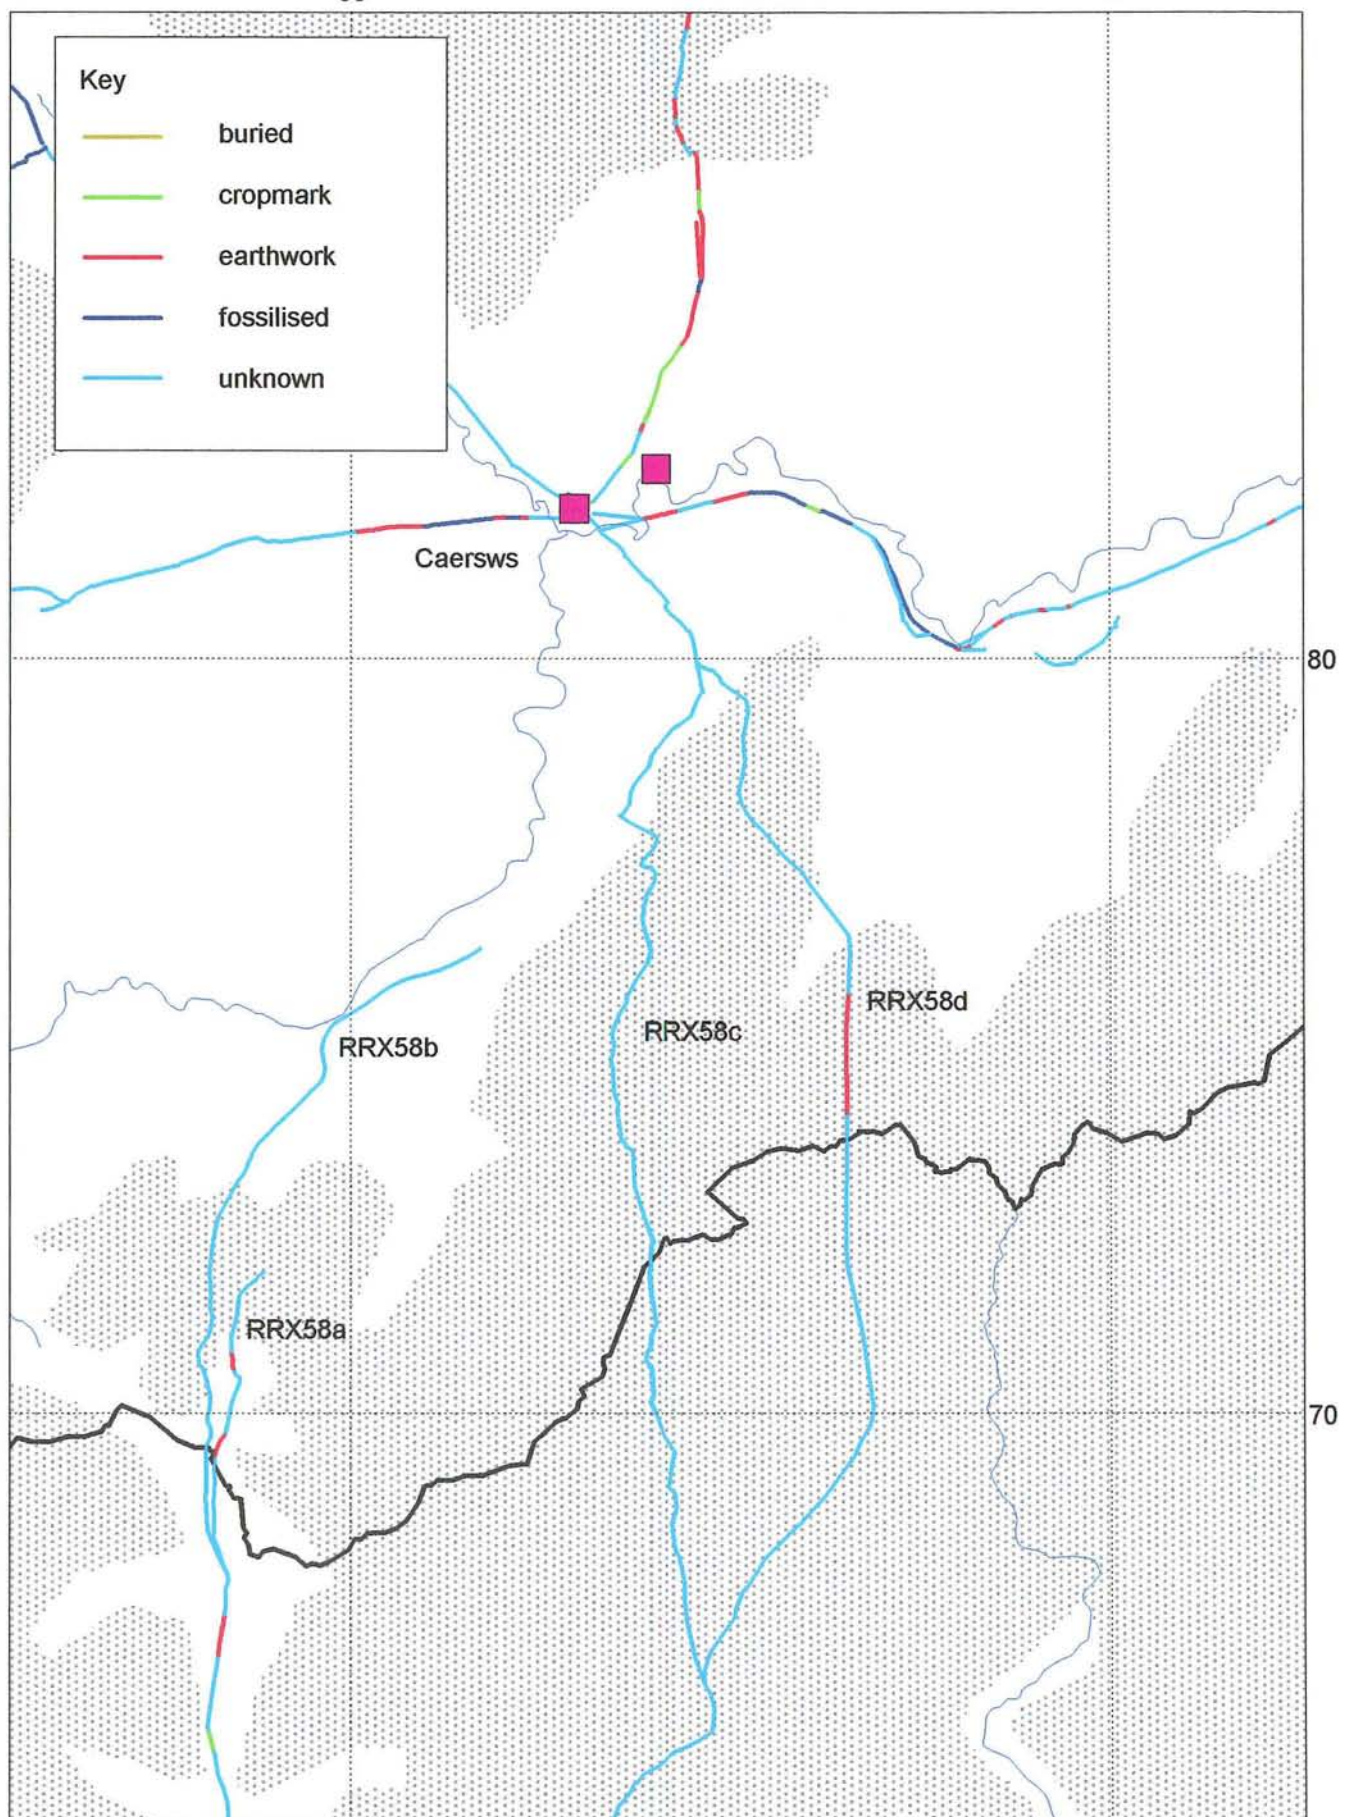 Key
buried
cropmark
earthwork
fossilised
unknown
Caersws
80
RRX58d
RRX58c
RRX58b
RRX58a
70